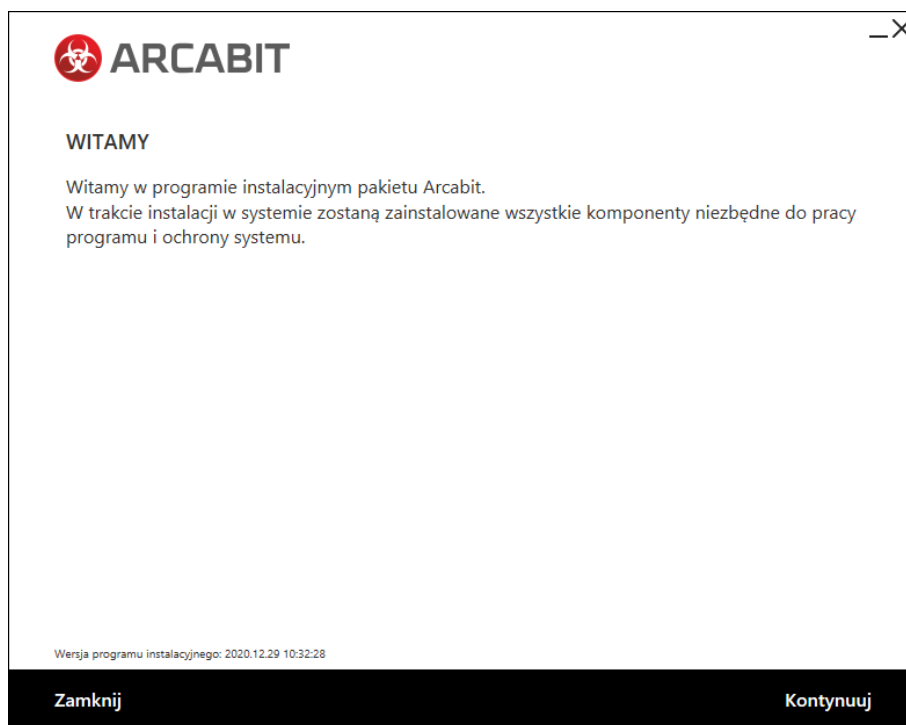 ARCABIT
WITAMY
Witamy w programie instalacyjnym pakietu Arcabit.
W trakcie instalacji w systemie zostaną zainstalowane wszystkie komponenty niezbędne do pracy
programu i ochrony systemu.
Wersja programu instalacyjnego: 2020.12.29 10:32:28
Zamknij
Kontynuuj